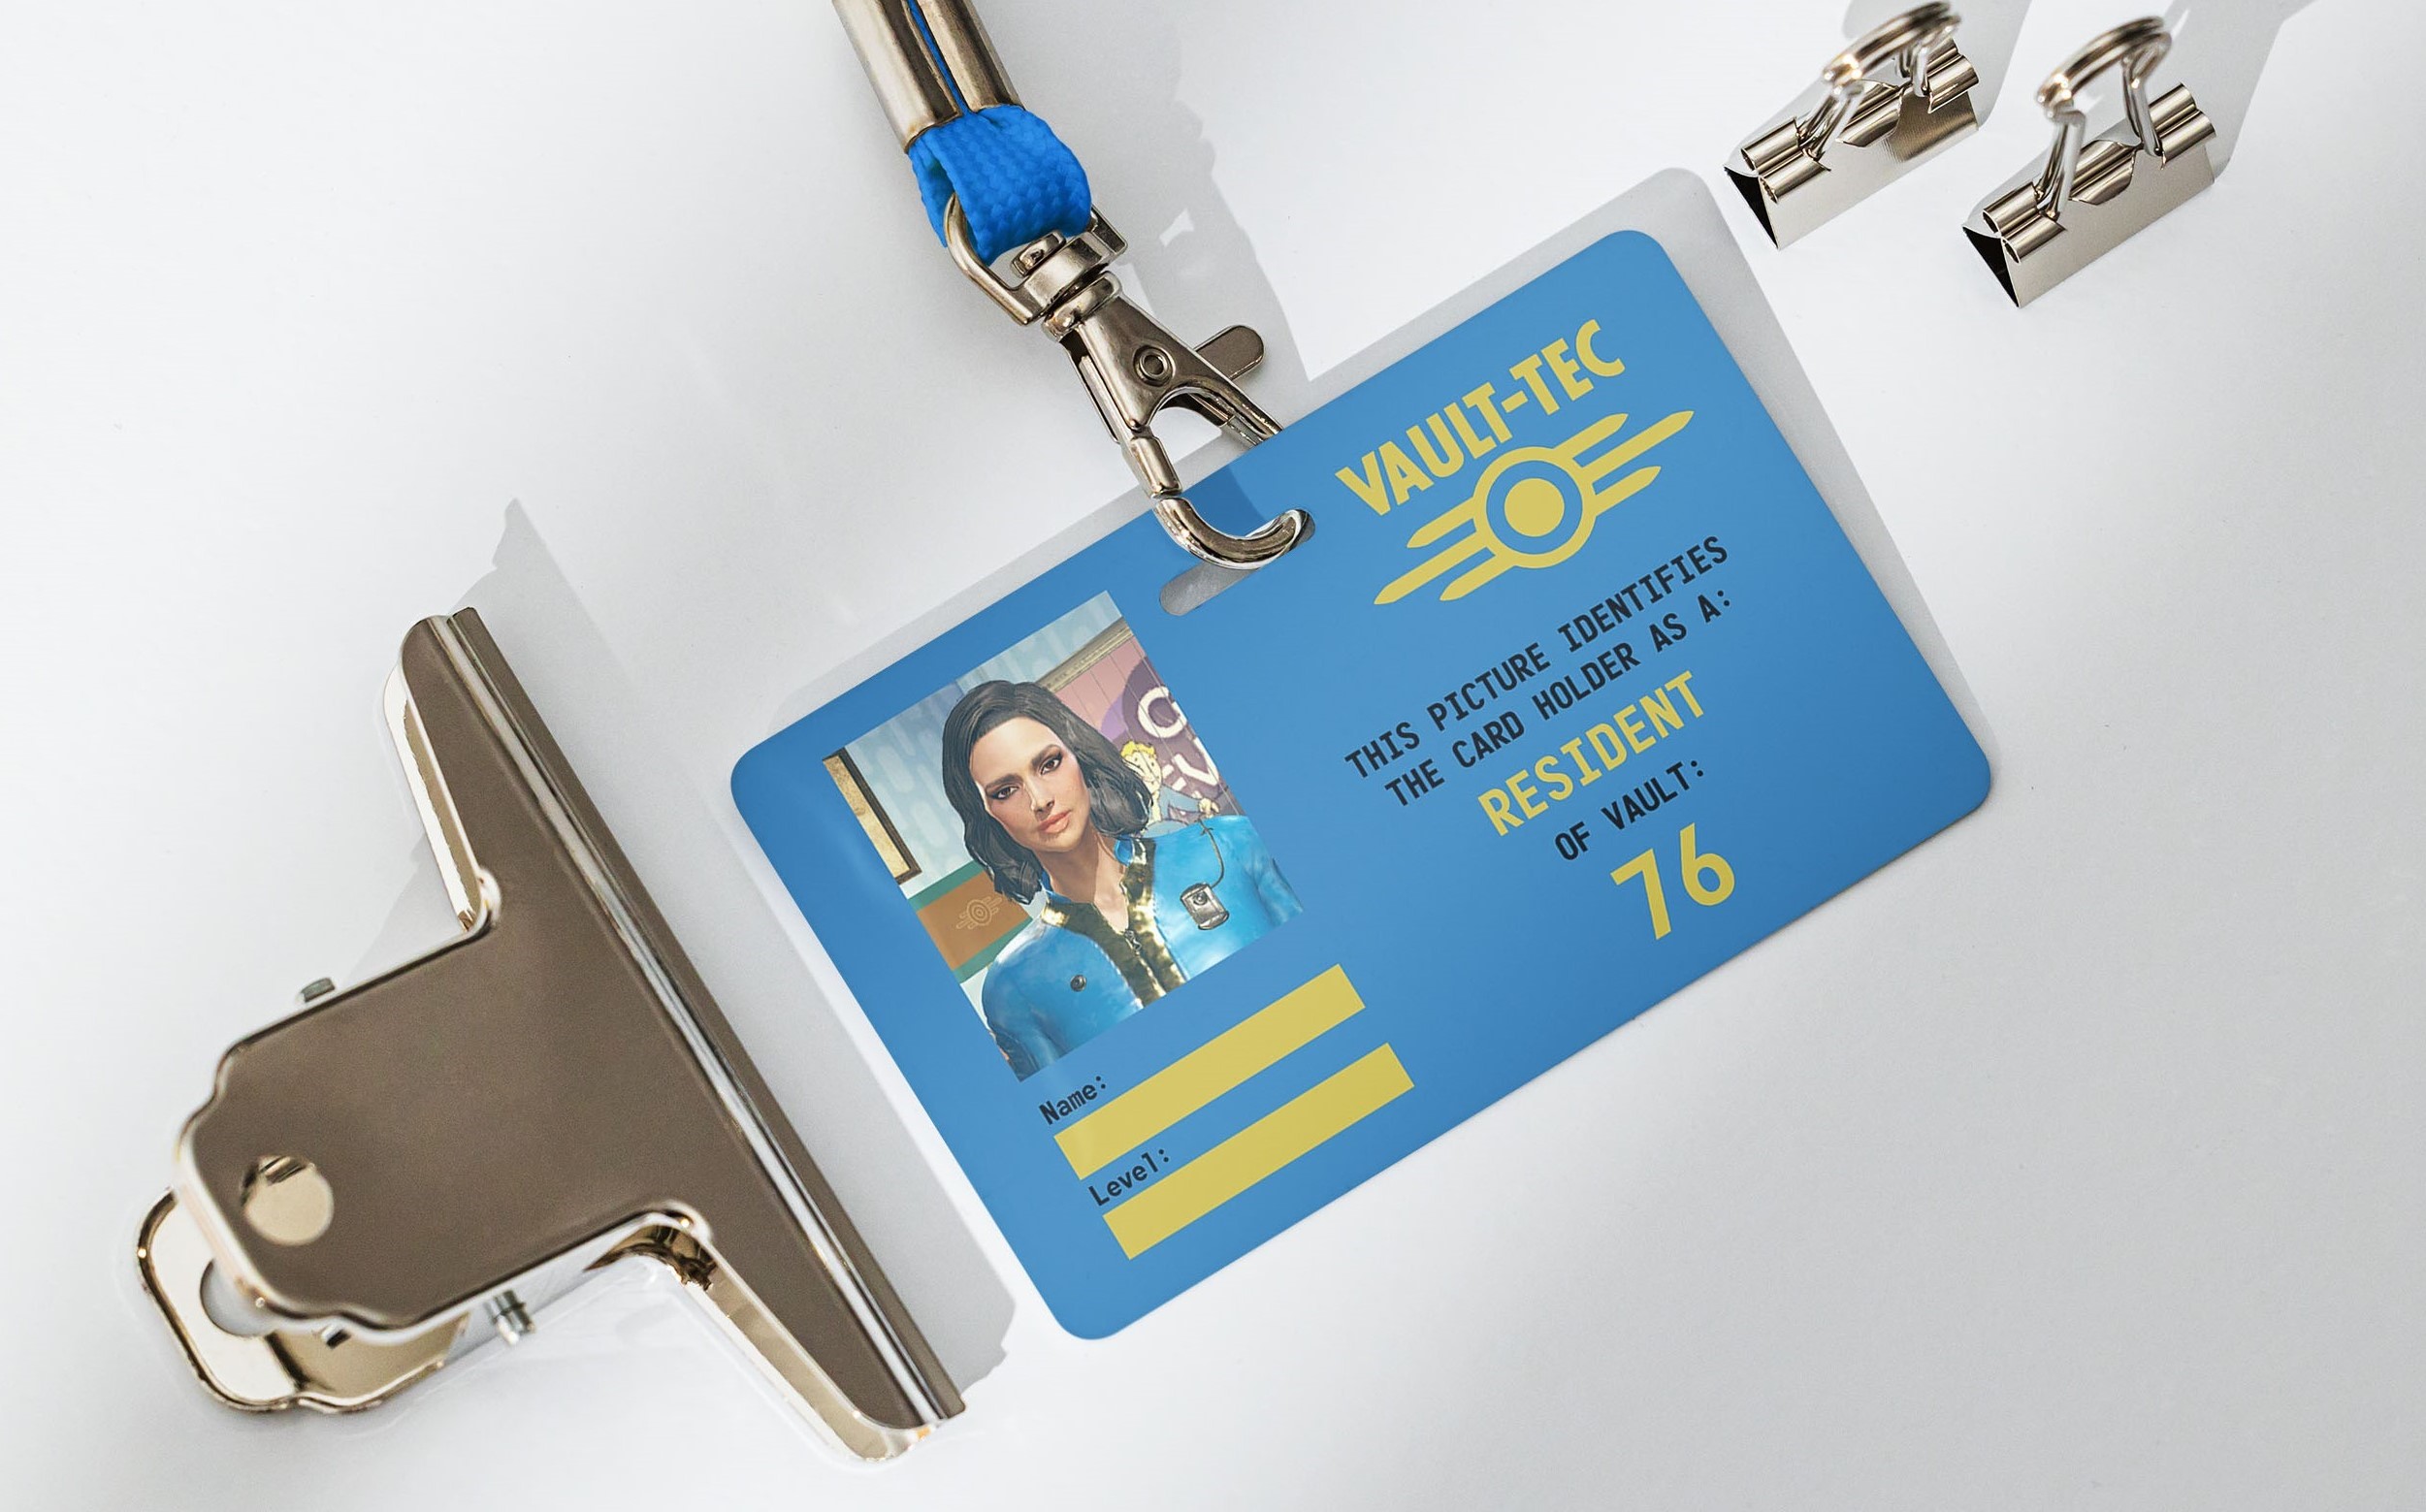 VAULT-TEC
THIS PICTURE IDENTIFIES
THE CARD HOLDER AS A:
RESIDENT
OF VAULT:
76
Name:
Level: